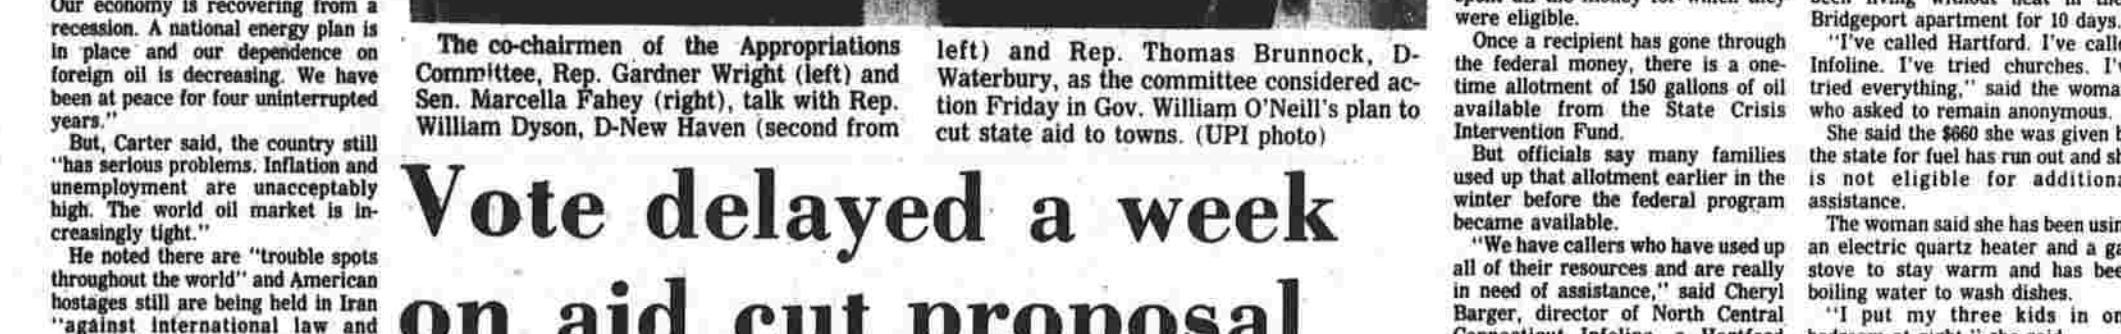 Our economy is recovering from a
recession. A national energy plan is
in place and our dependence on
foreign oil is decreasing. We have
been at peace for four uninterrupted
years."
But, Carter said, the country still
"has serious problems. Inflation and
unemployment are unacceptably
high. The world oil market is in-
creasingly tight."
He noted there are "trouble spots
throughout the world" and American
hostages still are being held in Iran
"against international law and
The co-chairmen of the Appropriations
Committee, Rep. Gardner Wright (left) and
Sen. Marcella Fahey (right), talk with Rep.
William Dyson, D-New Haven (second from
left) and Rep. Thomas Brunnock, D-
Waterbury, as the committee considered ac-
tion Friday in Gov. William O'Neill's plan to
cut state aid to towns. (UPI photo)
Vote delayed a week
on aid cut proposal
were eligible.
Once a recipient has gone through
the federal money, there is a one-
time allotment of 150 gallons of oil
available from the State Crisis
Intervention Fund.
But officials say many families
used up that allotment earlier in the
winter before the federal program
became available.
"We have callers who have used up
all of their resources and are really
in need of assistance," said Cheryl
Barger, director of North Central
Bridgeport apartment for 10 days.
"I've called Hartford. I've
Infoline. I've tried churches.
tried everything," said the
who asked to remain anonymous.
She said the $660 she was given
the state for fuel has run out and
is not eligible for
assistance.
The woman said she has been
an electric quartz heater and a
stove to stay warm and has
boiling water to wash dishes.
"I put my three kids in